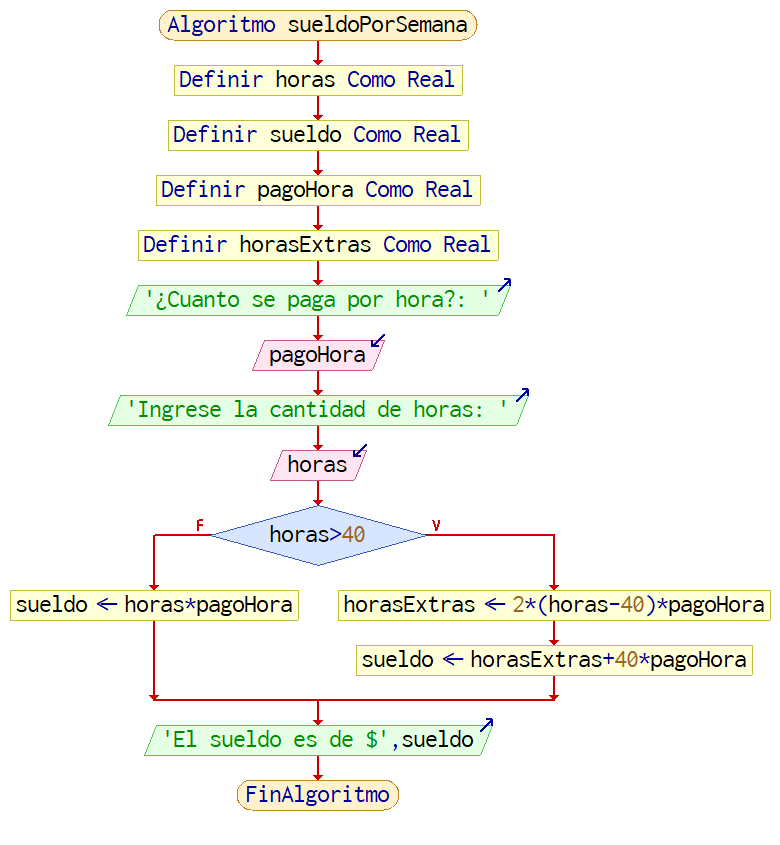 Algoritmo sueldoPorSemana
Definir horas Como Real
Definir sueldo Como Real
Definir pagoHora Como Real
Definir horasExtras Como Real
'¿Cuanto se paga por hora?: '
pagoHora
'Ingrese la cantidad de horas: '
horas
F
horas>40
V
sueldo ← horas*pagoHora
horasExtras ← 2*(horas-40)*pagoHora
sueldo ← horasExtras+40*pagoHora
'El sueldo es de $',sueldo
FinAlgoritmo